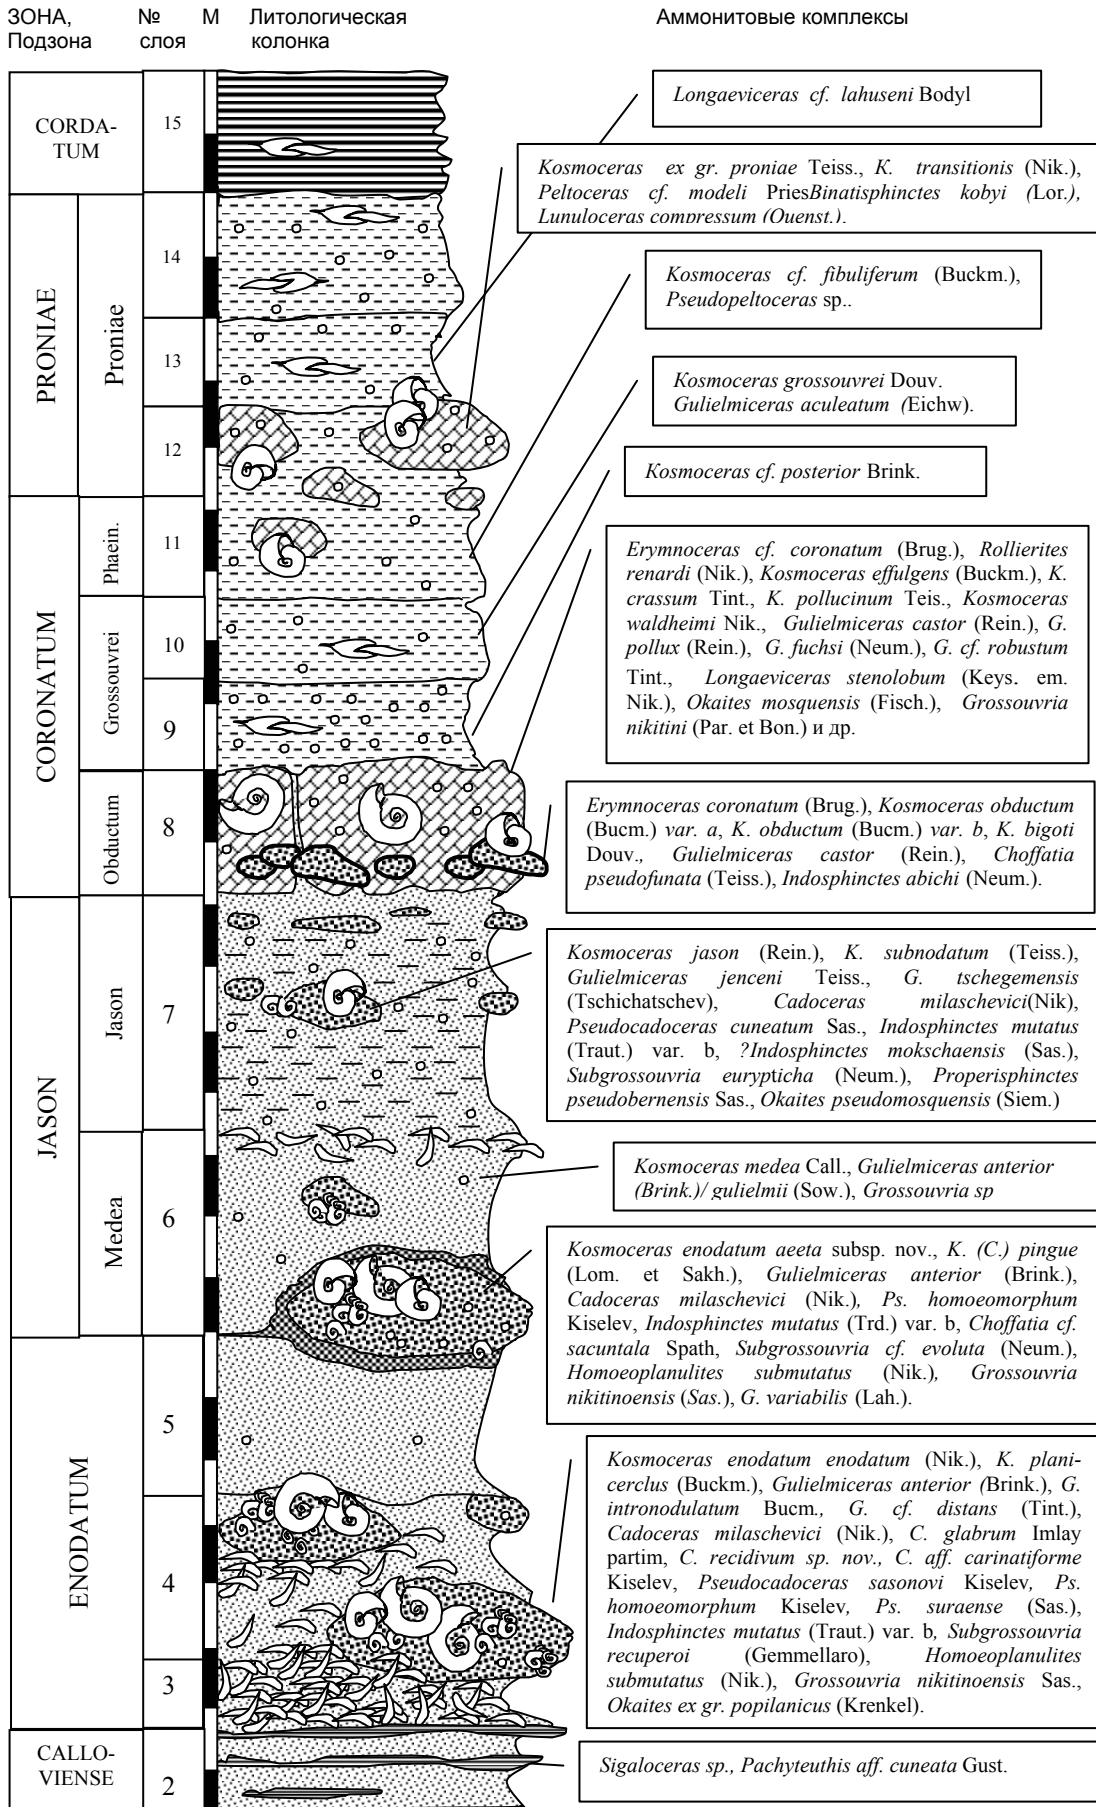 ЗОНА, № М Литологическая Аммонитовые комплексы
Подзона слоя колонка
CORDA-
TUM
15
Longaeviceras cf. lahuseni Bodyl
Kosmoceras ex gr. proniae Teiss., K. transitionis (Nik.),
Peltoceras cf. modeli PriesBinatisphinctes kobyi (Lor.),
Lunuloceras compressum (Quenst.).
PRONIAE
Proniae
14
13
12
Kosmoceras cf. fibuliferum (Buckm.),
Pseudopeltoceras sp..
Kosmoceras grossouvrei Douv.
Gulielmiceras aculeatum (Eichw).
Kosmoceras cf. posterior Brink.
CORONATUM
Phaein.
11
Grossouvrei
10
9
Obductum
8
Erymnoceras cf. coronatum (Brug.), Rollierites
renardi (Nik.), Kosmoceras effulgens (Buckm.), K.
crassum Tint., K. pollucinum Teis., Kosmoceras
waldheimi Nik., Gulielmiceras castor (Rein.), G.
pollux (Rein.), G. fuchsi (Neum.), G. cf. robustum
Tint., Longaeviceras stenolobum (Keys. em.
Nik.), Okaites mosquensis (Fisch.), Grossouvria
nikitini (Par. et Bon.) и др.
Erymnoceras coronatum (Brug.), Kosmoceras obductum
(Bucm.) var. a, K. obductum (Bucm.) var. b, K. bigoti
Douv., Gulielmiceras castor (Rein.), Choffatia
pseudofunata (Teiss.), Indosphinctes abichi (Neum.).
JASON
Jason
7
Medea
6
Kosmoceras jason (Rein.), K. subnodatum (Teiss.),
Gulielmiceras jenceni Teiss., G. tschegemensis
(Tschichatschev), Cadoceras milaschevici(Nik),
Pseudocadoceras cuneatum Sas., Indosphinctes mutatus
(Traut.) var. b, ?Indosphinctes mokschaensis (Sas.),
Subgrossouvria eurypticha (Neum.), Properisphinctes
pseudobernensis Sas., Okaites pseudomosquensis (Siem.)
Kosmoceras medea Call., Gulielmiceras anterior
(Brink.)/ gulielmii (Sow.), Grossouvria sp
Kosmoceras enodatum aeeta subsp. nov., K. (C.) pingue
(Lom. et Sakh.), Gulielmiceras anterior (Brink.),
Cadoceras milaschevici (Nik.), Ps. homoeomorphum
Kiselev, Indosphinctes mutatus (Trd.) var. b, Choffatia cf.
sacuntala Spath, Subgrossouvria cf. evoluta (Neum.),
Homoeoplanulites submutatus (Nik.), Grossouvria
nikitinoensis (Sas.), G. variabilis (Lah.).
ENODATUM
5
4
3
Kosmoceras enodatum enodatum (Nik.), K. plani-
cerclus (Buckm.), Gulielmiceras anterior (Brink.), G.
intronodulatum Bucm., G. cf. distans (Tint.),
Cadoceras milaschevici (Nik.), C. glabrum Imlay
partim, C. recidivum sp. nov., C. aff. carinatiforme
Kiselev, Pseudocadoceras sasonovi Kiselev, Ps.
homoeomorphum Kiselev, Ps. suraense (Sas.),
Indosphinctes mutatus (Traut.) var. b, Subgrossouvria
recuperoi (Gemmellaro), Homoeoplanulites
submutatus (Nik.), Grossouvria nikitinoensis Sas.,
Okaites ex gr. popilanicus (Krenkel).
CALLO-
VIENSE
2
Sigaloceras sp., Pachyteuthis aff. cuneata Gust.